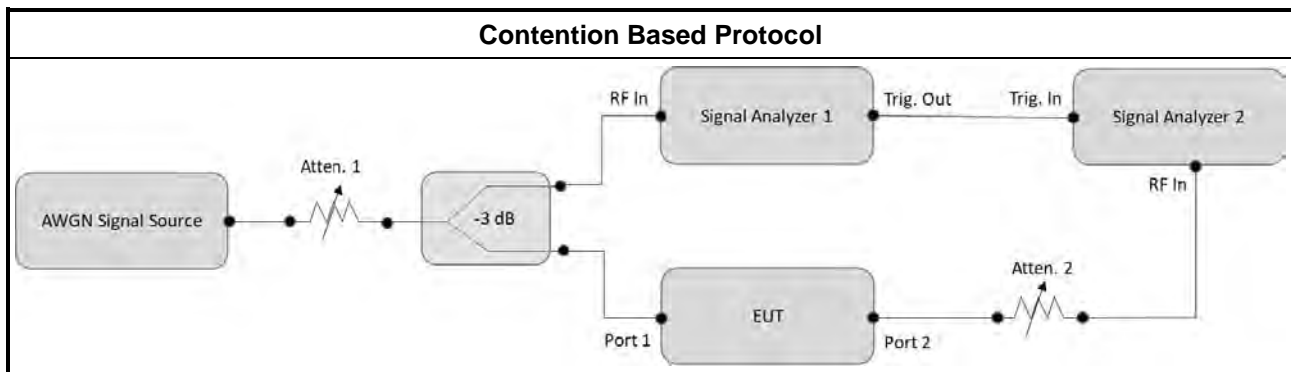 Contention Based Protocol
RF In
Signal Analyzer 1
Trig. Out
Trig. In
Signal Analyzer 2
RF In
Atten. 1
AWGN Signal Source
-3 dB
Atten. 2
EUT
Port 1
Port 2